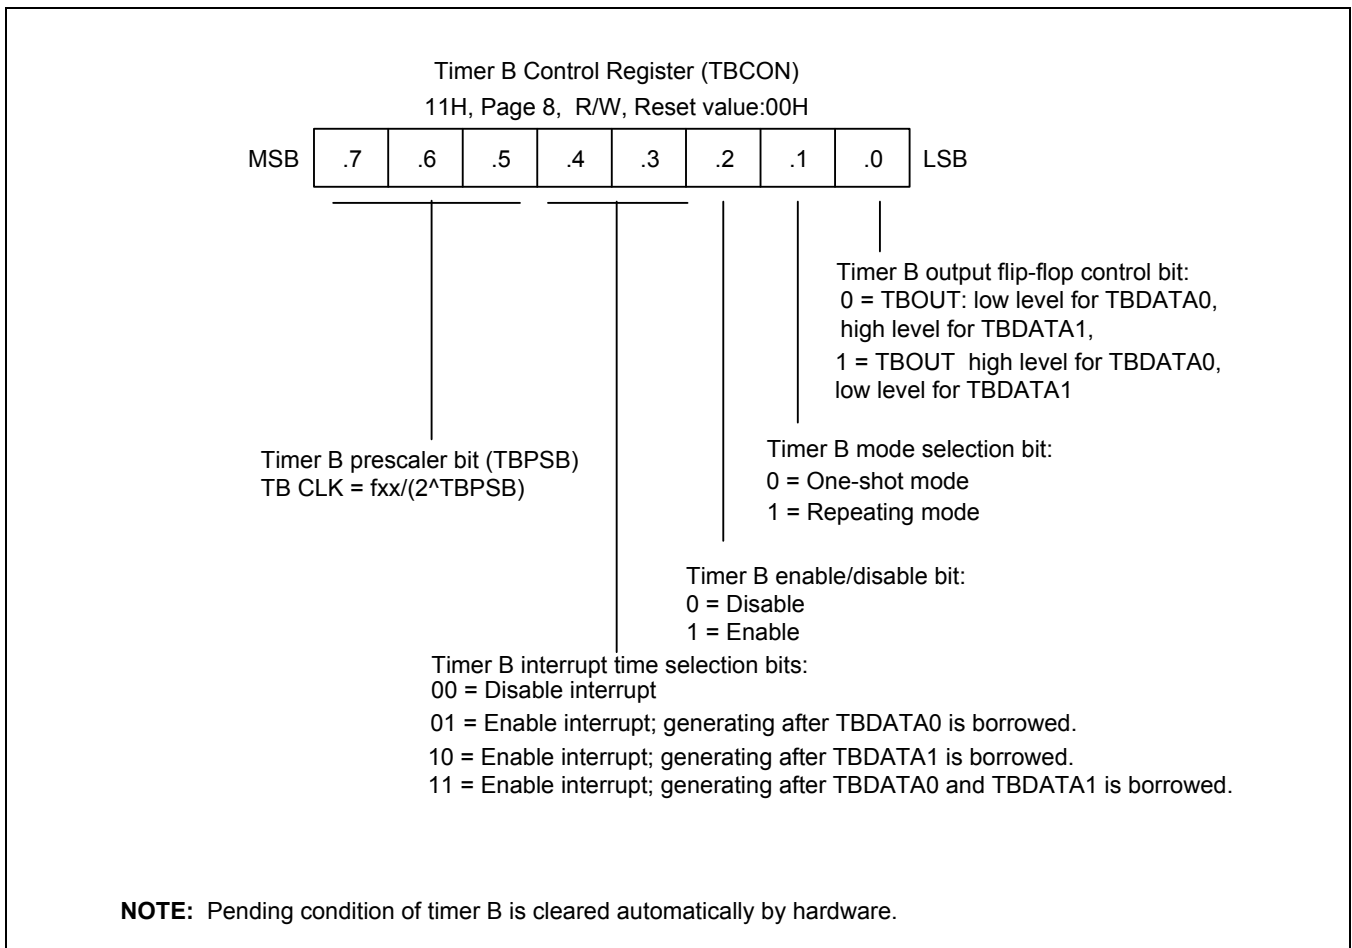 Timer B Control Register (TBCON)
11H, Page 8, R/W, Reset value:00H
MSB .7 .6 .5 .4 .3 .2 .1 .0 LSB
Timer B output flip-flop control bit:
0 = TBOUT: low level for TBDATA0,
high level for TBDATA1,
1 = TBOUT high level for TBDATA0,
low level for TBDATA1
Timer B mode selection bit:
0 = One-shot mode
1 = Repeating mode
Timer B prescaler bit (TBPSB)
TB CLK = fxx/(2^TBPSB)
Timer B enable/disable bit:
0 = Disable
1 = Enable
Timer B interrupt time selection bits:
00 = Disable interrupt
01 = Enable interrupt; generating after TBDATA0 is borrowed.
10 = Enable interrupt; generating after TBDATA1 is borrowed.
11 = Enable interrupt; generating after TBDATA0 and TBDATA1 is borrowed.
NOTE: Pending condition of timer B is cleared automatically by hardware.